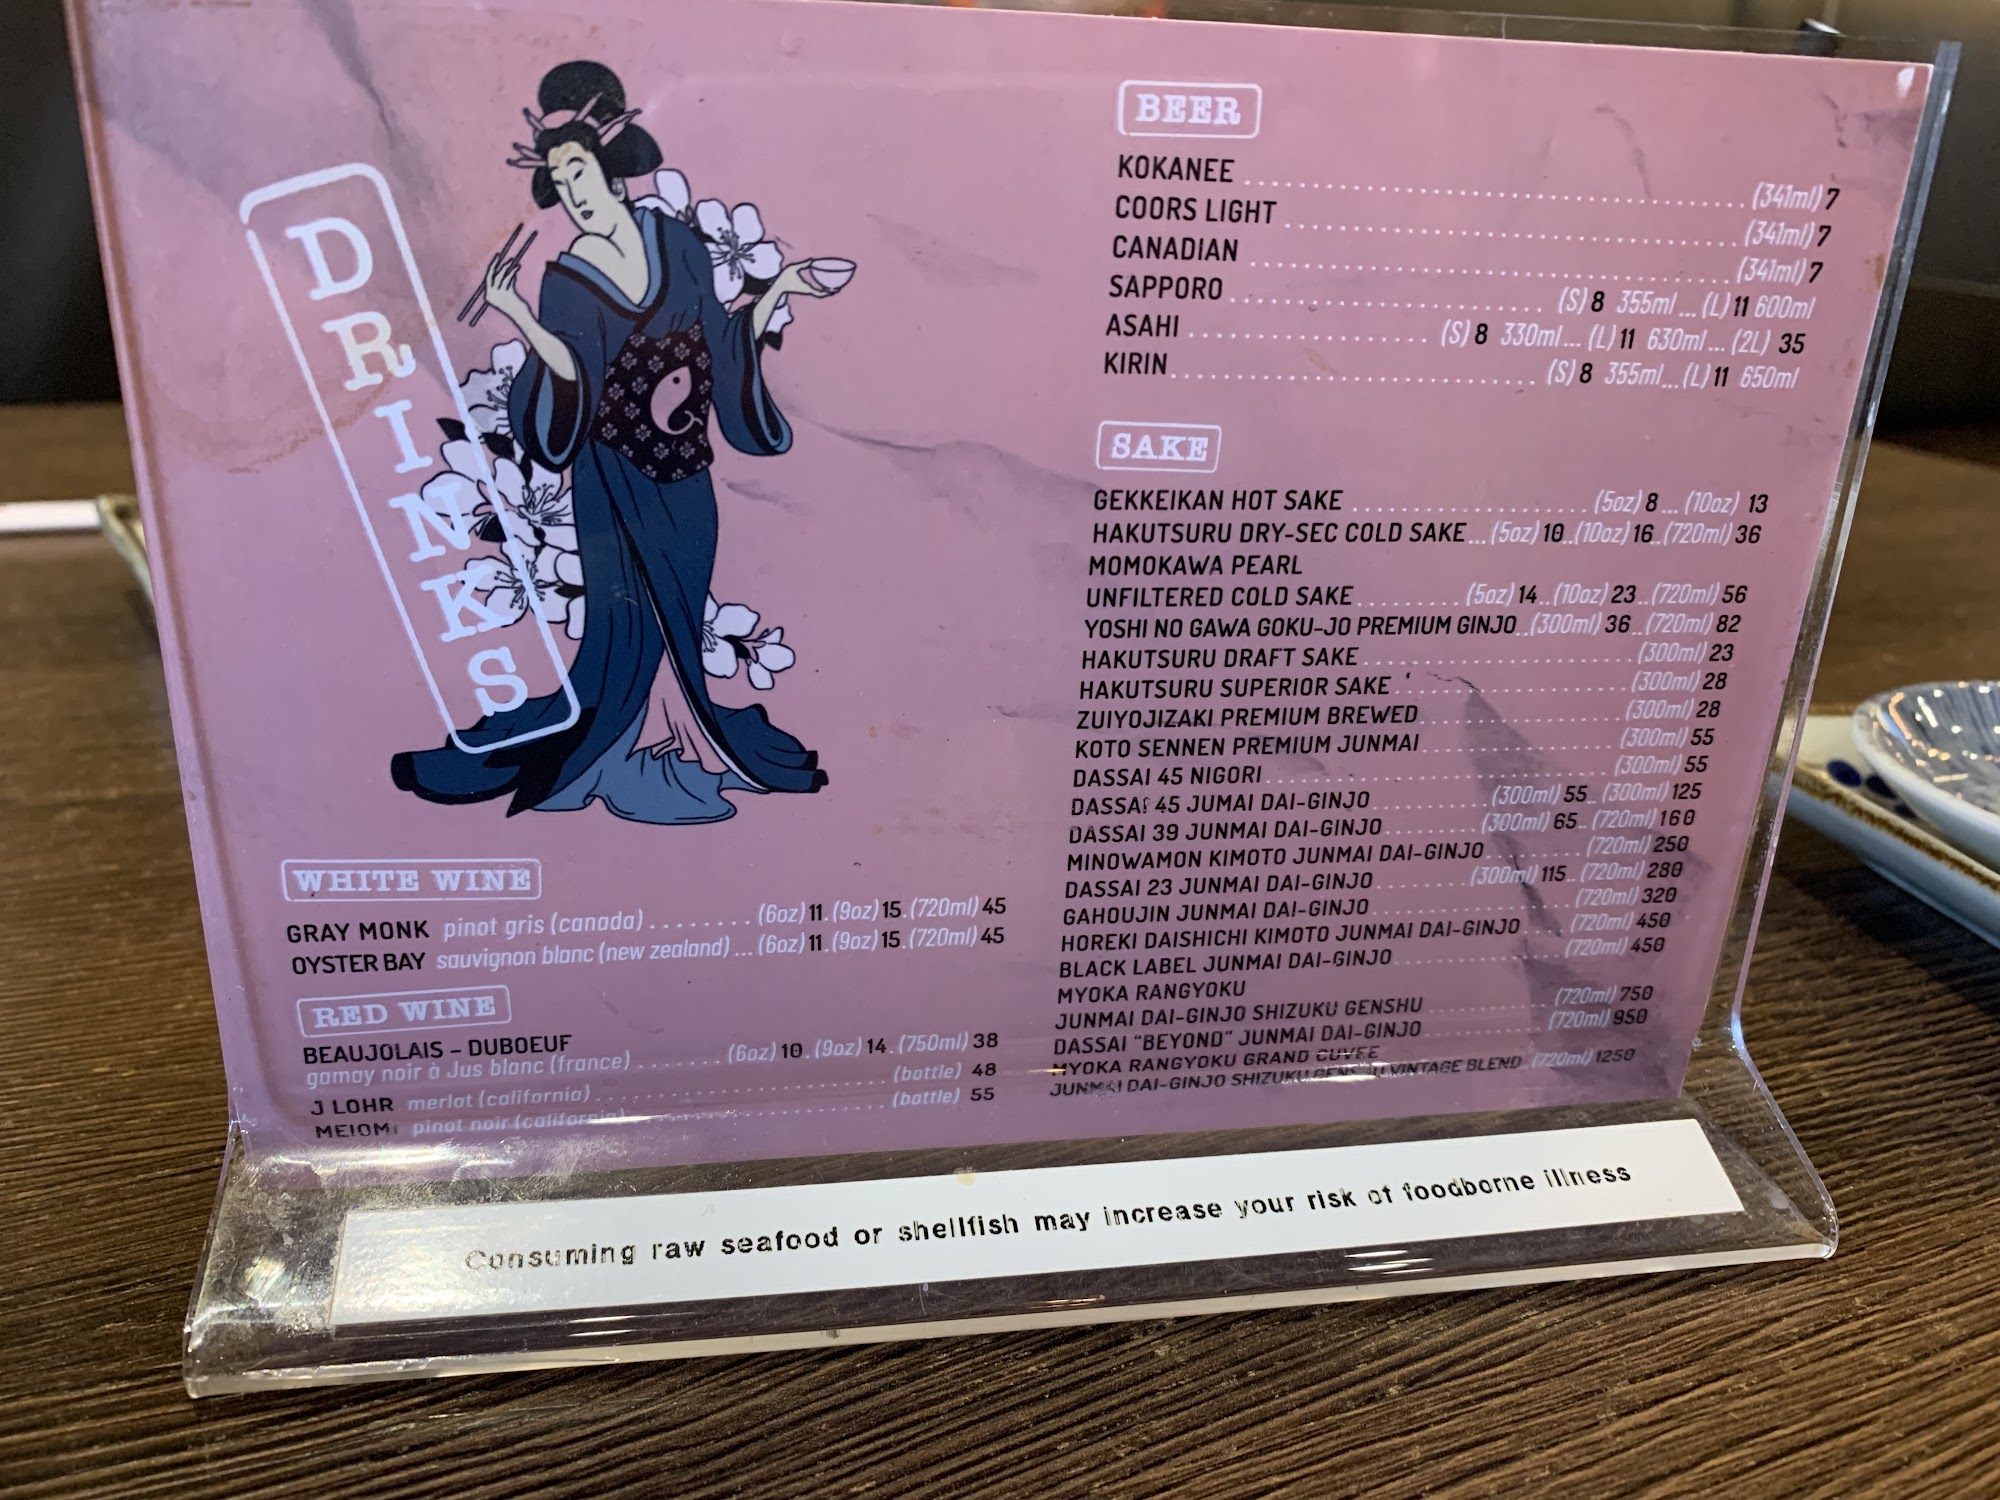 DRINKS
WHITE WINE
GRAY MONK pinot gris (canada) ........ (6oz) 11 . (9oz) 15 . (720ml) 45
OYSTER BAY sauvignon blanc (new zealand) ... (6oz) 11 . (9oz) 15 . (720ml) 45
RED WINE
BEAUJOLAIS – DUBOEUF
gamay noir à Jus blanc (france) ......... (6oz) 10 . (9oz) 14 . (750ml) 38
J LOHR merlot (california) ........ (bottle) 48
MEIOMI pinot noir (california) ........ (bottle) 55
BEER
KOKANEE ........ (341ml) 7
COORS LIGHT ........ (341ml) 7
CANADIAN ........ (341ml) 7
SAPPORO ........ (S) 8 355ml ... (L) 11 600ml
ASAHI ........ (S) 8 330ml ... (L) 11 630ml ... (2L) 35
KIRIN ........ (S) 8 355ml ... (L) 11 650ml
SAKE
GEKKEIKAN HOT SAKE ........ (5oz) 8 ... (10oz) 13
HAKUTSURU DRY-SEC COLD SAKE ... (5oz) 10 .. (10oz) 16 .. (720ml) 36
MOMOKAWA PEARL
UNFILTERED COLD SAKE ........ (5oz) 14 .. (10oz) 23 .. (720ml) 56
YOSHI NO GAWA GOKU-JO PREMIUM GINJO .. (300ml) 36 .. (720ml) 82
HAKUTSURU DRAFT SAKE ........ (300ml) 23
HAKUTSURU SUPERIOR SAKE ........ (300ml) 28
ZUIYOJIZAKI PREMIUM BREWED ........ (300ml) 28
KOTO SENNEN PREMIUM JUNMAI ........ (300ml) 55
DASSAI 45 NIGORI ........ (300ml) 55
DASSAI 45 JUMAI DAI-GINJO ........ (300ml) 55 .. (300ml) 125
DASSAI 39 JUNMAI DAI-GINJO ........ (300ml) 65 .. (720ml) 160
MINOWAMON KIMOTO JUNMAI DAI-GINJO ........ (720ml) 250
DASSAI 23 JUNMAI DAI-GINJO ........ (300ml) 115 .. (720ml) 280
GAHOUJIN JUNMAI DAI-GINJO ........ (720ml) 320
HOREKI DAISHICHI KIMOTO JUNMAI DAI-GINJO ........ (720ml) 450
BLACK LABEL JUNMAI DAI-GINJO ........ (720ml) 450
MYOKA RANGYOKU
JUNMAI DAI-GINJO SHIZUKU GENSHU ........ (720ml) 750
DASSAI "BEYOND" JUNMAI DAI-GINJO ........ (720ml) 950
MYOKA RANGYOKU GRAND CUVEE
JUNMAI DAI-GINJO SHIZUKU GENSHU VINTAGE BLEND . (720ml) 1250
Consuming raw seafood or shellfish may increase your risk of foodborne illness